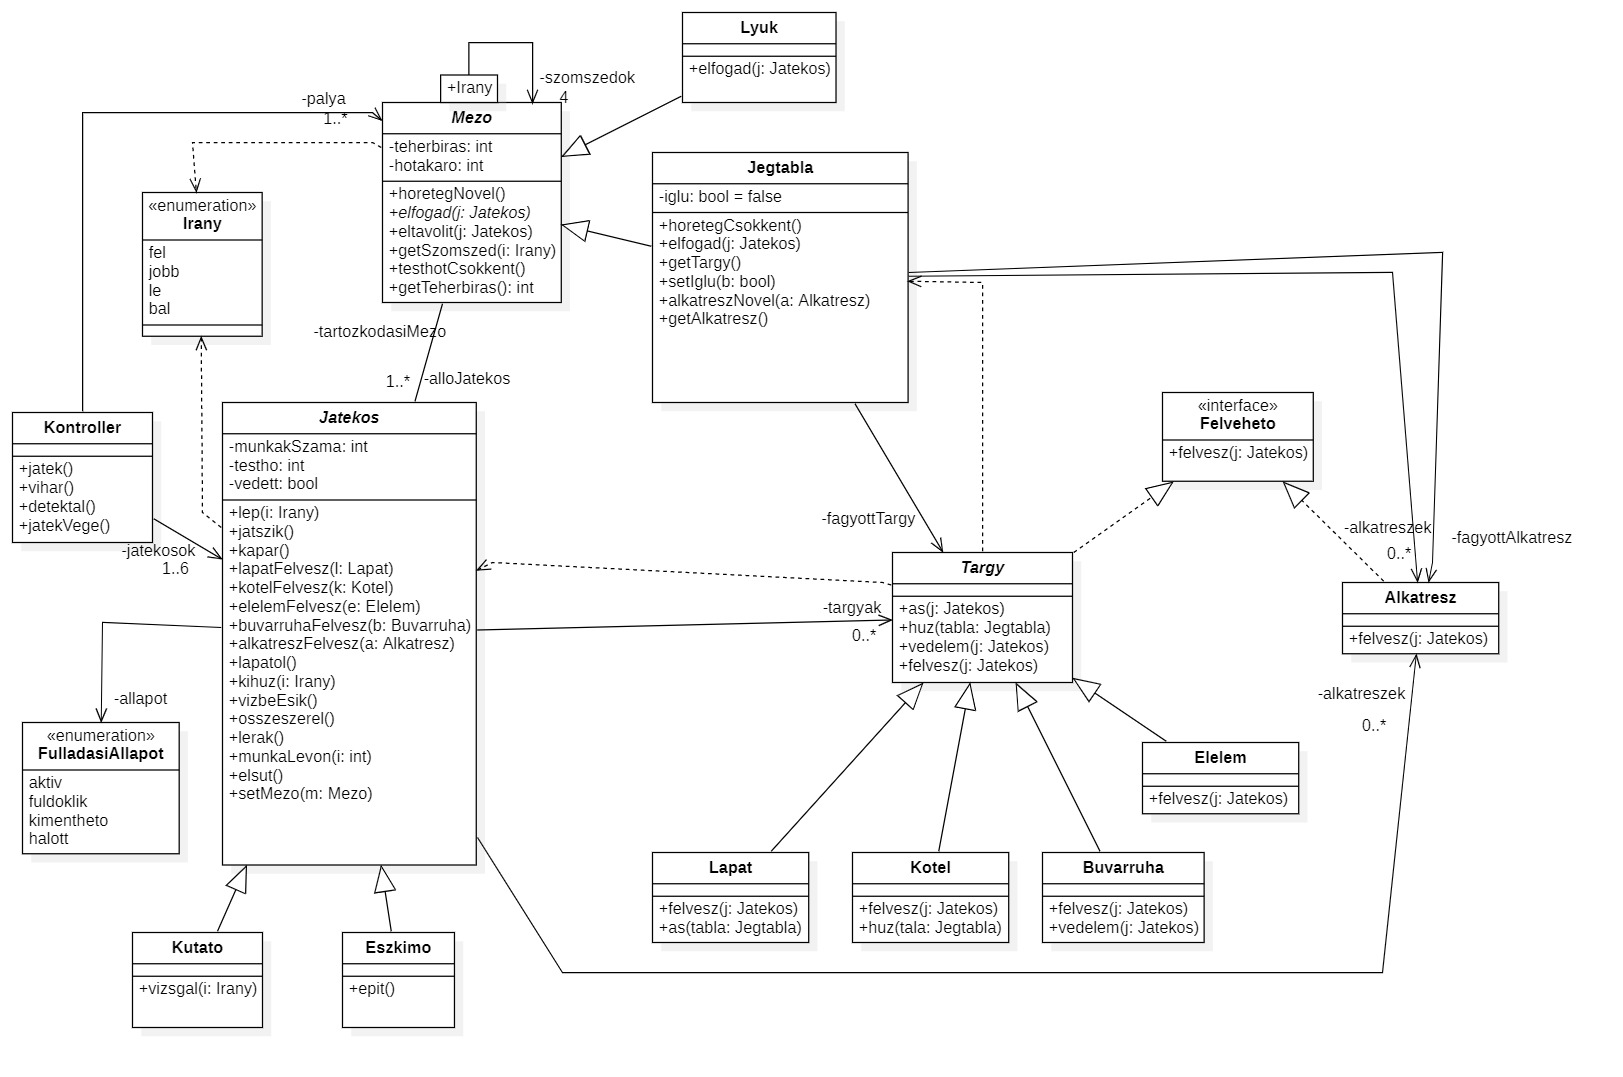 Lyuk
+elfogad(j: Jatekos)
-szomszedok
4
+Irany
-palya
1..*
Mezo
-teherbiras: int
-hotakaro: int
+horetegNovel()
+elfogad(j: Jatekos)
+eltavolit(j: Jatekos)
+getSzomszed(i: Irany)
+testhotCsokkent()
+getTeherbiras(): int
Jegtabla
-iglu: bool = false
+horetegCsokkent()
+elfogad(j: Jatekos)
+getTargy()
+setIglu(b: bool)
+alkatreszNovel(a: Alkatresz)
+getAlkatresz()
«enumeration»
Irany
fel
jobb
le
bal
-tartozkodasiMezo
1..*
-alloJatekos
Kontroller
+jatek()
+vihar()
+detektal()
+jatekVege()
-jatekosok
1..6
Jatekos
-munkakSzama: int
-testho: int
-vedett: bool
+lep(i: Irany)
+jatszik()
+kapar()
+lapatFelvesz(l: Lapat)
+kotelFelvesz(k: Kotel)
+elelemFelvesz(e: Elelem)
+buvarruhaFelvesz(b: Buvarruha)
+alkatreszFelvesz(a: Alkatresz)
+lapatol()
+kihuz(i: Irany)
+vizbeEsik()
+osszeszerel()
+lerak()
+munkaLevon(i: int)
+elsut()
+setMezo(m: Mezo)
«interface»
Felveheto
+felvesz(j: Jatekos)
-fagyottTargy
-alkatreszek
0..*
-fagyottAlkatresz
Targy
+as(j: Jatekos)
+huz(tabla: Jegtabla)
+vedelem(j: Jatekos)
+felvesz(j: Jatekos)
-targyak
0..*
Alkatresz
+felvesz(j: Jatekos)
-alkatreszek
0..*
-allapot
«enumeration»
FulladasiAllapot
aktiv
fuldoklik
kimentheto
halott
Elelem
+felvesz(j: Jatekos)
Lapat
+felvesz(j: Jatekos)
+as(tabla: Jegtabla)
Kotel
+felvesz(j: Jatekos)
+huz(tala: Jegtabla)
Buvarruha
+felvesz(j: Jatekos)
+vedelem(j: Jatekos)
Kutato
+vizsgal(i: Irany)
Eszkimo
+epit()